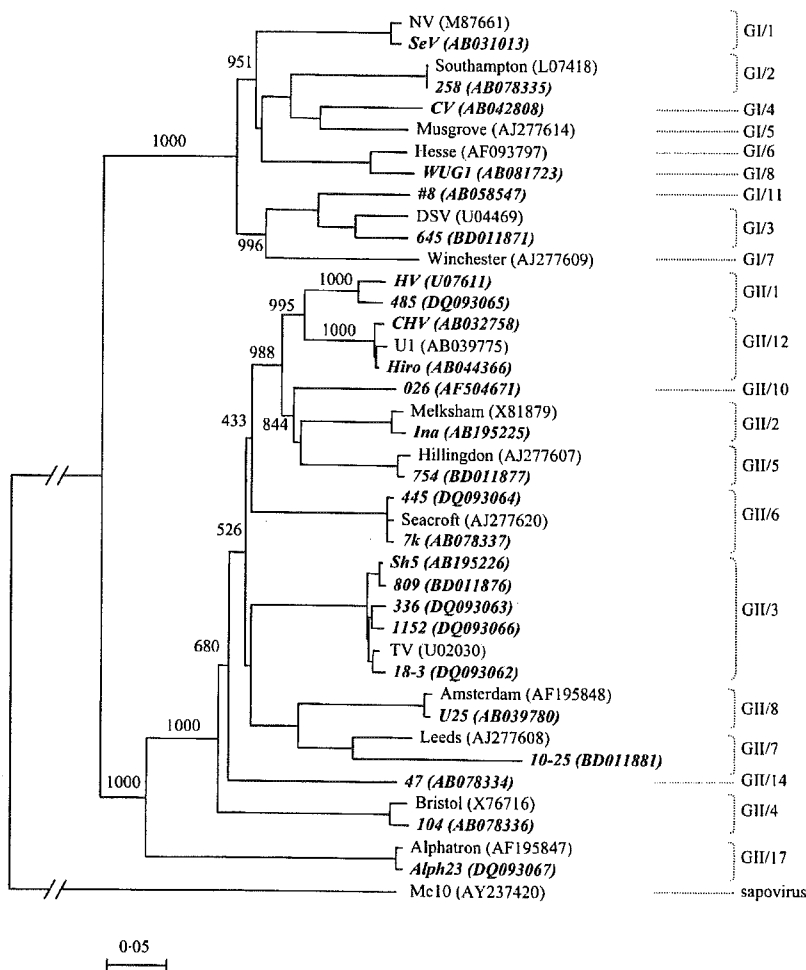 NV (M87661)
SeV (AB031013)
GI/1
951
Southampton (L07418)
258 (AB078335)
GI/2
CV (AB042808)
GI/4
Musgrove (AJ277614)
GI/5
1000
Hesse (AF093797)
GI/6
WUG1 (AB081723)
GI/8
#8 (AB058547)
GI/11
DSV (U04469)
645 (BD011871)
GI/3
996
Winchester (AJ277609)
GI/7
1000
HV (U07611)
485 (DQ093065)
GII/1
995
1000
CHV (AB032758)
U1 (AB039775)
Hiro (AB044366)
GII/12
988
026 (AF504671)
GII/10
433
844
Melksham (X81879)
Ina (AB195225)
GII/2
Hillingdon (AJ277607)
754 (BD011877)
GII/5
445 (DQ093064)
Seacroft (AJ277620)
7k (AB078337)
GII/6
526
Sh5 (AB195226)
809 (BD011876)
336 (DQ093063)
1152 (DQ093066)
TV (U02030)
18-3 (DQ093062)
GII/3
680
Amsterdam (AF195848)
U25 (AB039780)
GII/8
1000
Leeds (AJ277608)
10-25 (BD011881)
GII/7
1000
47 (AB078334)
GII/14
Bristol (X76716)
104 (AB078336)
GII/4
Alphatron (AF195847)
Alph23 (DQ093067)
GII/17
Mc10 (AY237420)
sapovirus
0·05